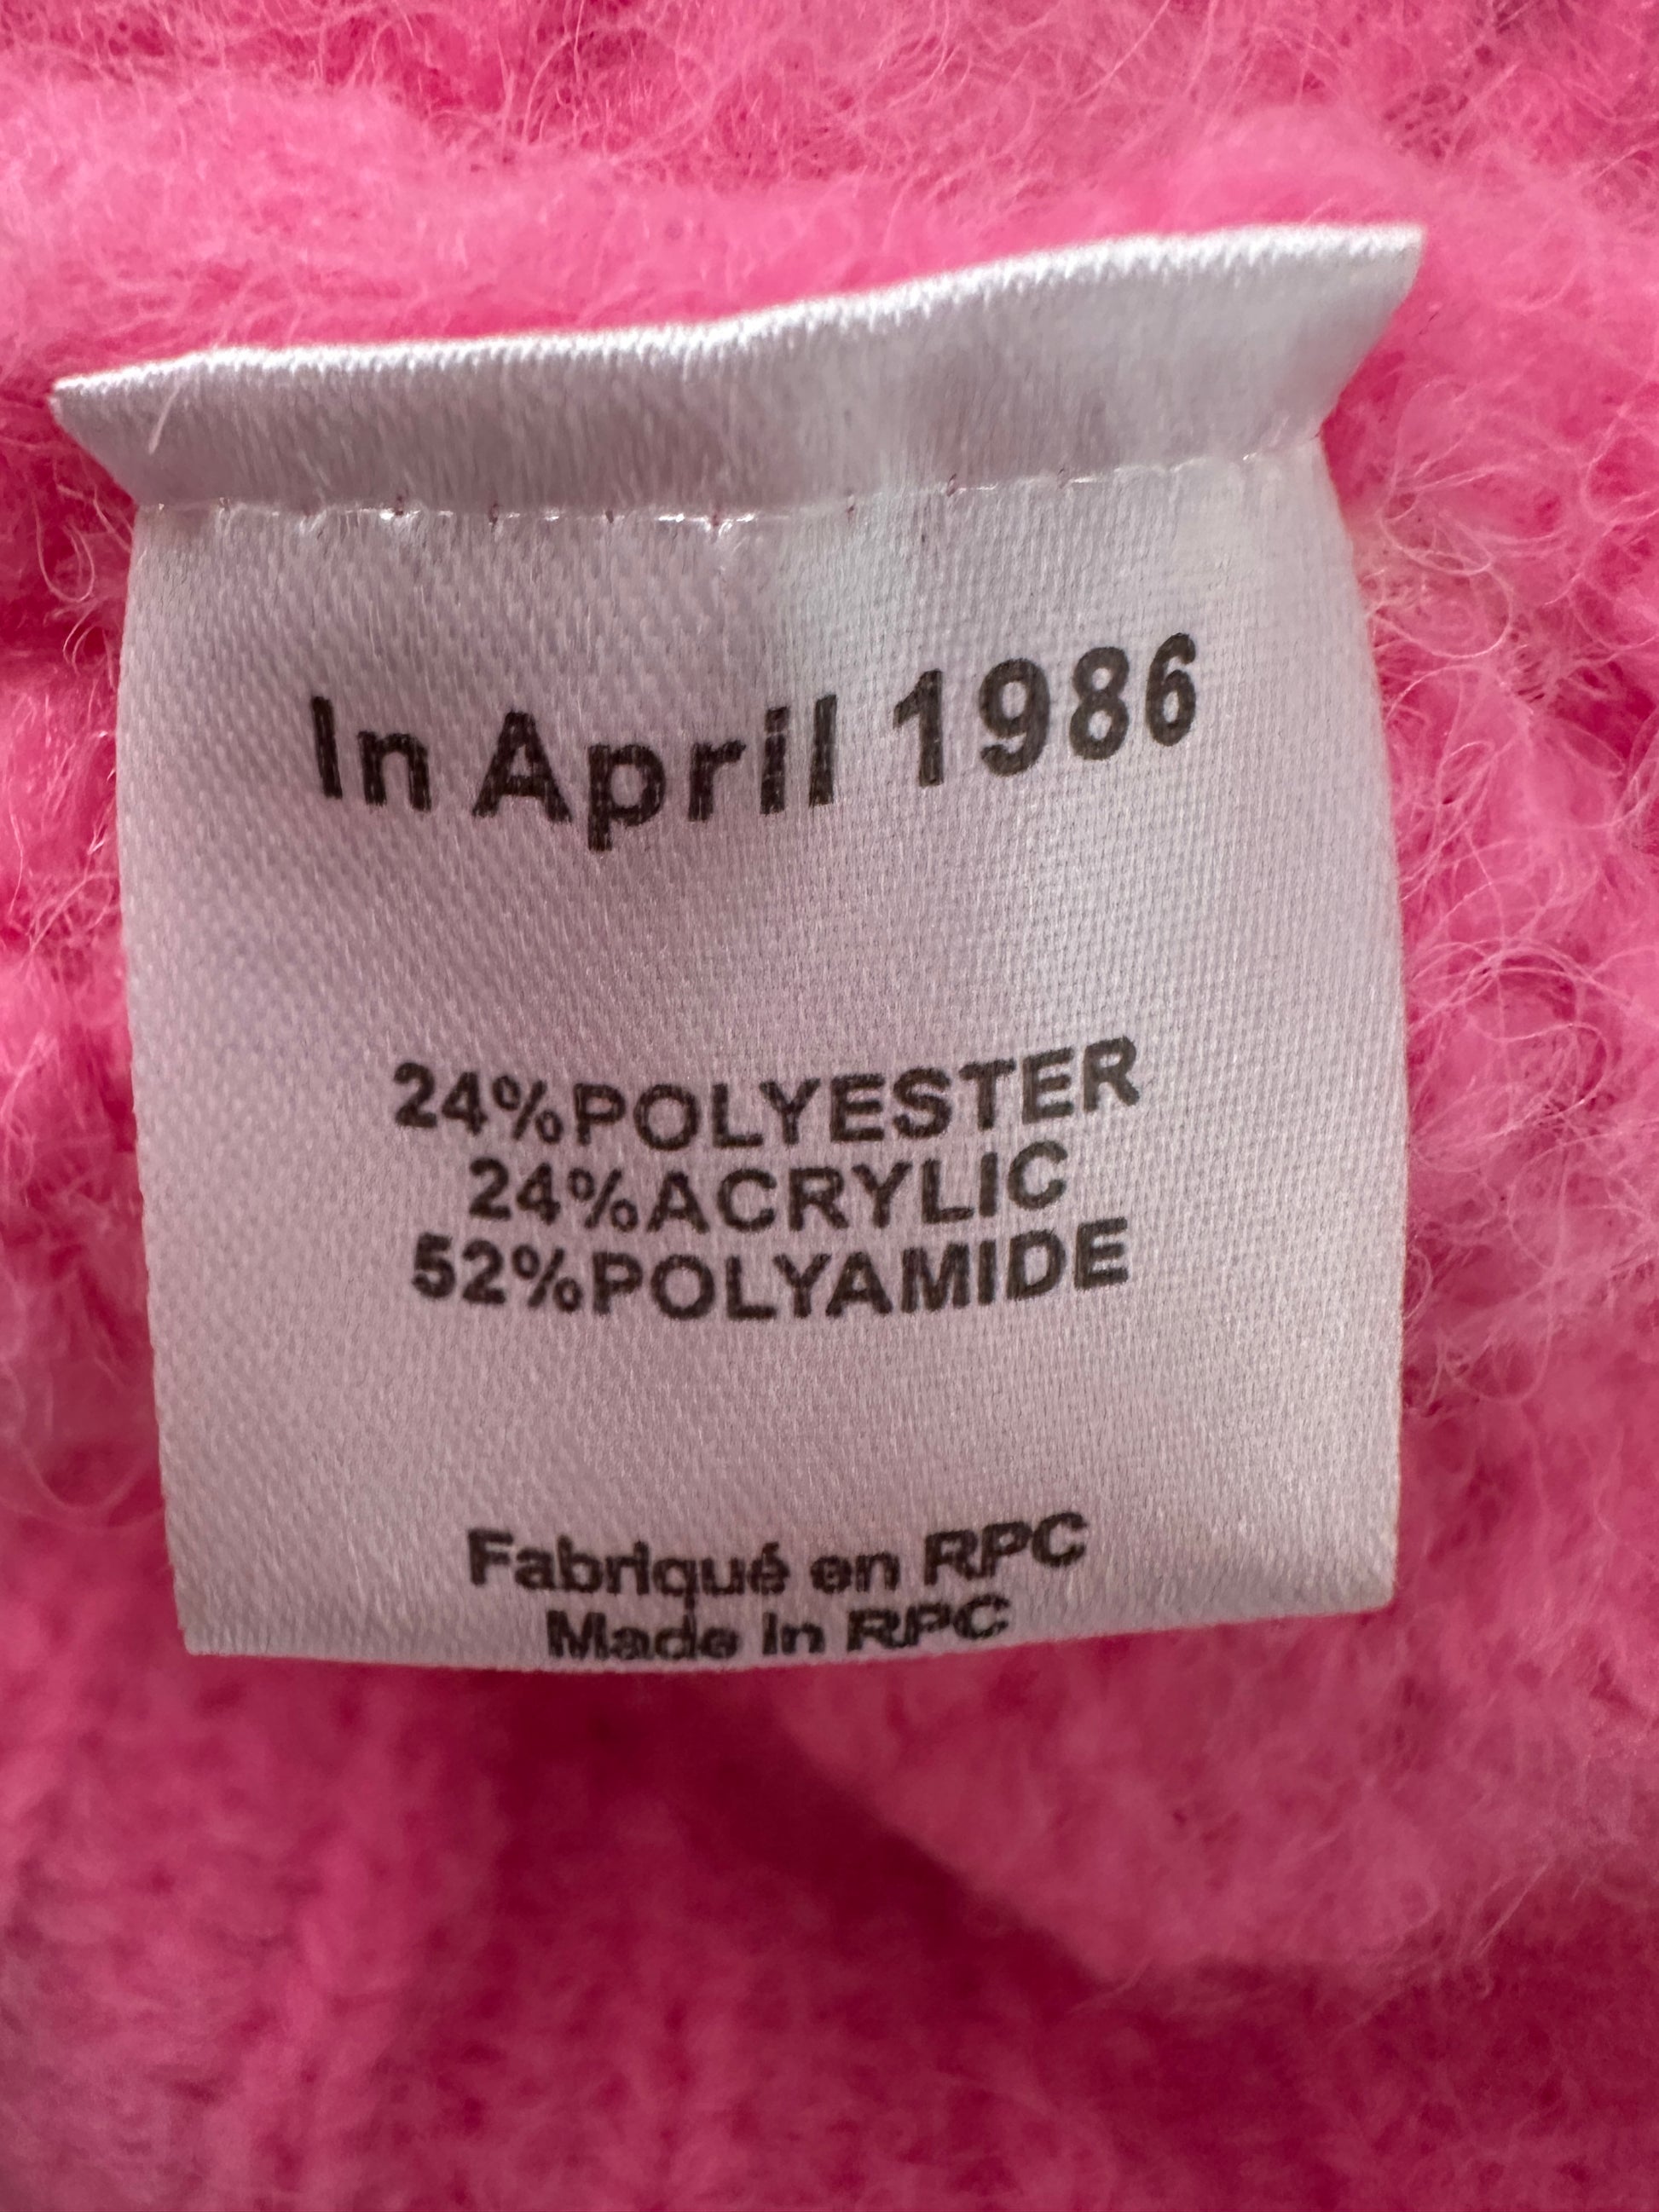 In April 1986
24%POLYESTER
24%ACRYLIC
52%POLYAMIDE
Fabriqué en RPC
Made in RPC